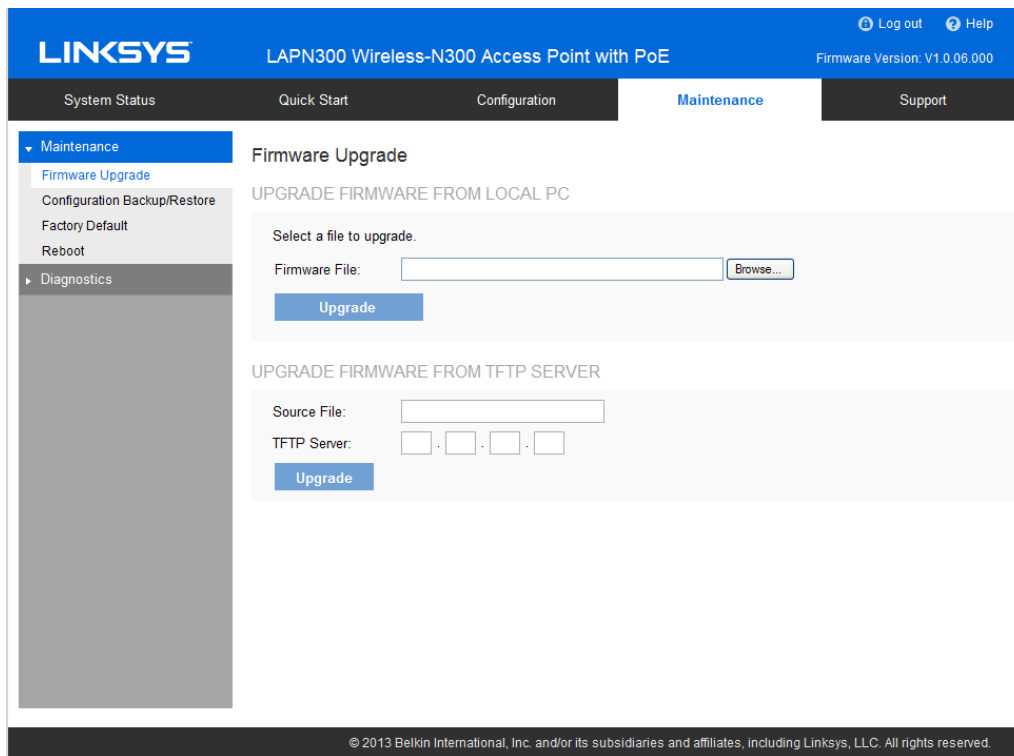 Log out Help
LINKSYS LAPN300 Wireless-N300 Access Point with PoE Firmware Version: V1.0.06.000
System Status Quick Start Configuration Maintenance Support
Maintenance
Firmware Upgrade
Configuration Backup/Restore
Factory Default
Reboot
Diagnostics
Firmware Upgrade
UPGRADE FIRMWARE FROM LOCAL PC
Select a file to upgrade.
Firmware File: Browse...
Upgrade
UPGRADE FIRMWARE FROM TFTP SERVER
Source File:
TFTP Server: . . .
Upgrade
© 2013 Belkin International, Inc. and/or its subsidiaries and affiliates, including Linksys, LLC. All rights reserved.